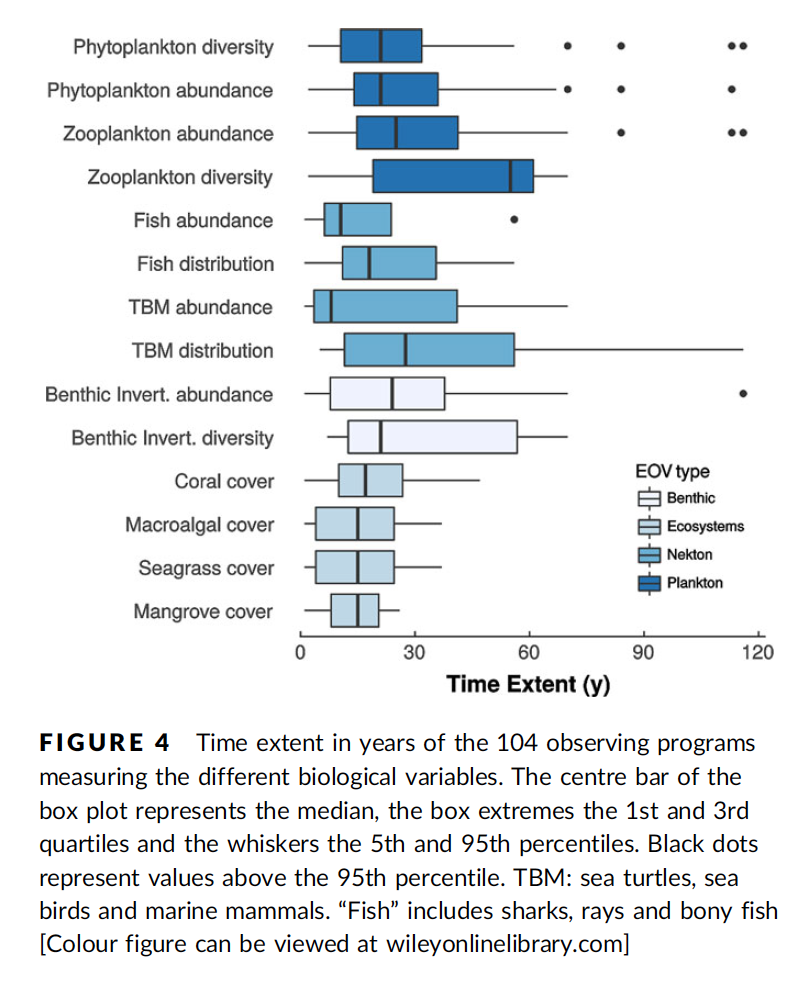 Phytoplankton diversity
Phytoplankton abundance
Zooplankton abundance
Zooplankton diversity
Fish abundance
Fish distribution
TBM abundance
TBM distribution
Benthic Invert. abundance
Benthic Invert. diversity
Coral cover
Macroalgal cover
Seagrass cover
Mangrove cover
EOV type
Benthic
Ecosystems
Nekton
Plankton
0 30 60 90 120
Time Extent (y)
FIGURE 4 Time extent in years of the 104 observing programs
measuring the different biological variables. The centre bar of the
box plot represents the median, the box extremes the 1st and 3rd
quartiles and the whiskers the 5th and 95th percentiles. Black dots
represent values above the 95th percentile. TBM: sea turtles, sea
birds and marine mammals. “Fish” includes sharks, rays and bony fish
[Colour figure can be viewed at wileyonlinelibrary.com]